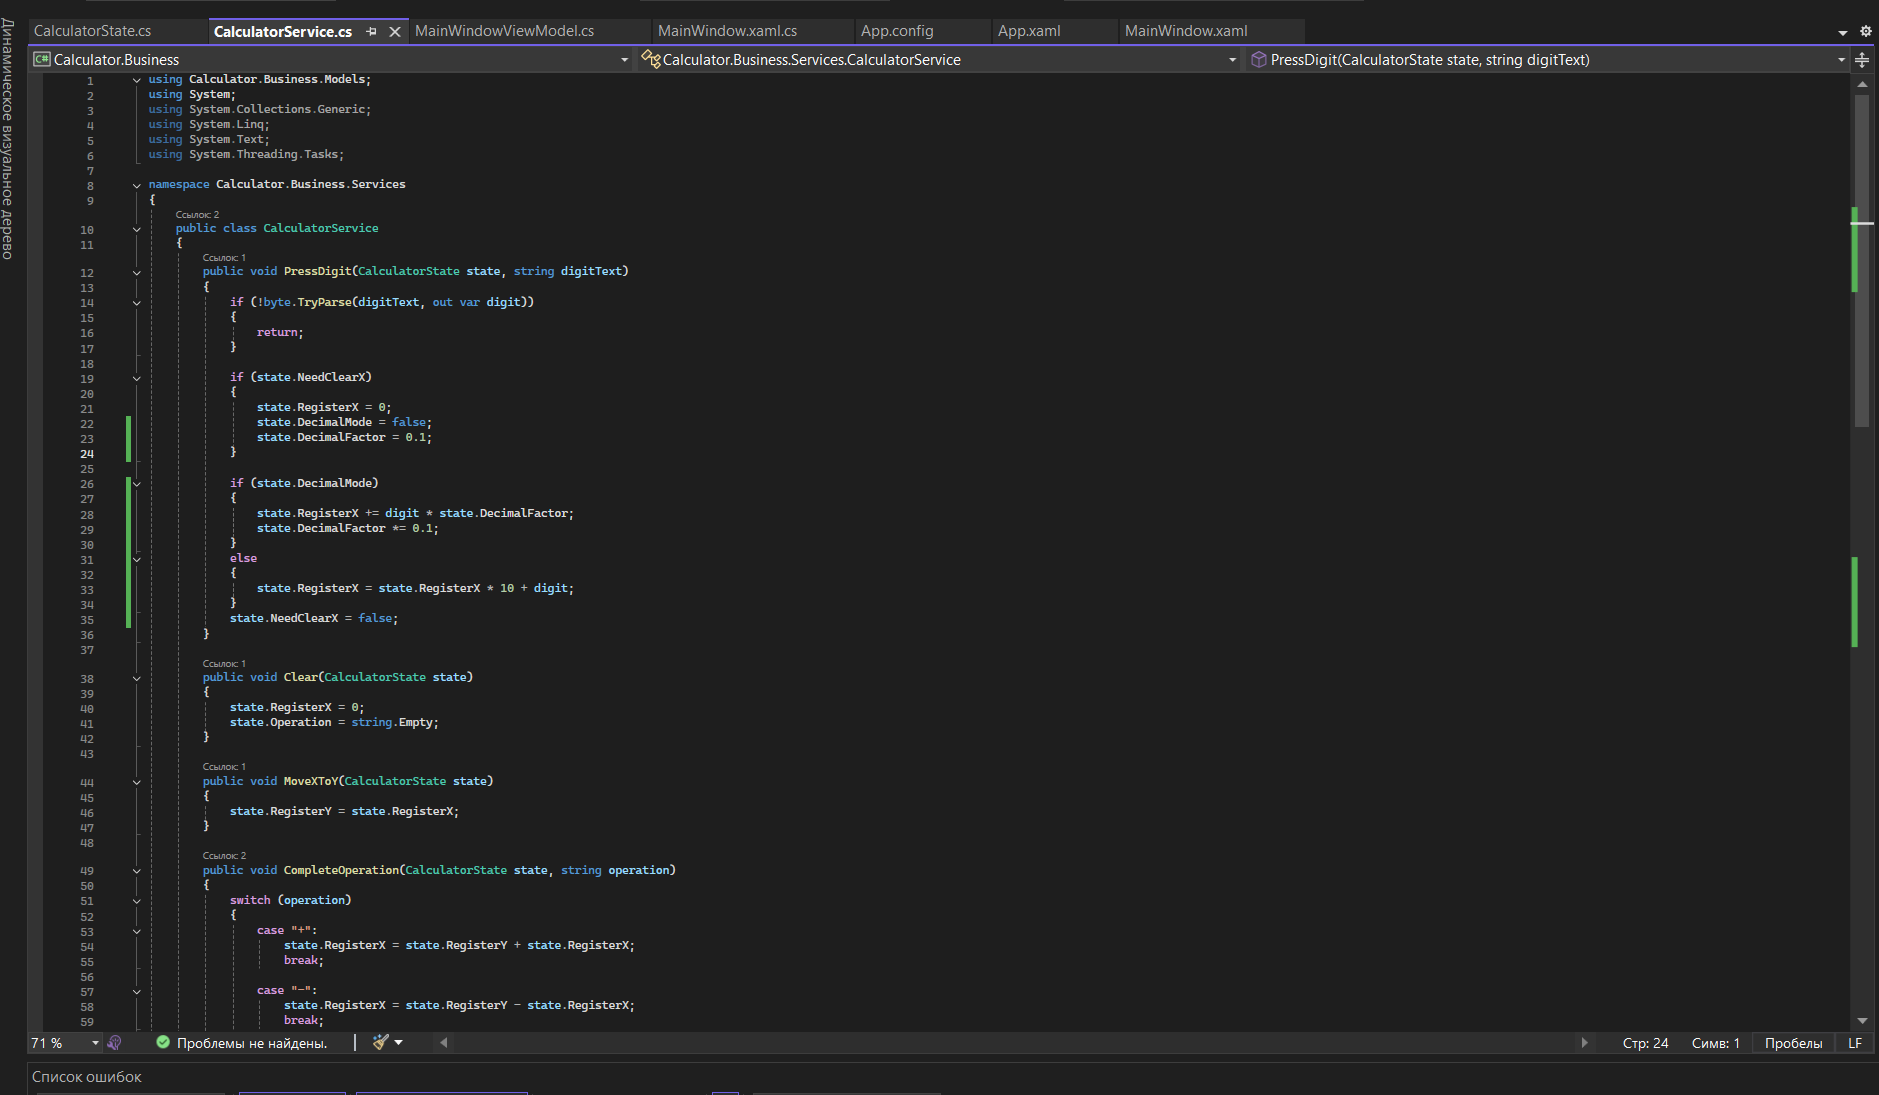 Динамическое визуальное дерево
CalculatorState.cs CalculatorService.cs MainWindowViewModel.cs MainWindow.xaml.cs App.config App.xaml MainWindow.xaml
C# Calculator.Business Calculator.Business.Services.CalculatorService PressDigit(CalculatorState state, string digitText)
1 using Calculator.Business.Models;
2 using System;
3 using System.Collections.Generic;
4 using System.Linq;
5 using System.Text;
6 using System.Threading.Tasks;
7
8 namespace Calculator.Business.Services
9 {
Ссылок: 2
10 public class CalculatorService
11 {
Ссылок: 1
12 public void PressDigit(CalculatorState state, string digitText)
13 {
14 if (!byte.TryParse(digitText, out var digit))
15 {
16 return;
17 }
18
19 if (state.NeedClearX)
20 {
21 state.RegisterX = 0;
22 state.DecimalMode = false;
23 state.DecimalFactor = 0.1;
24 }
25
26 if (state.DecimalMode)
27 {
28 state.RegisterX += digit * state.DecimalFactor;
29 state.DecimalFactor *= 0.1;
30 }
31 else
32 {
33 state.RegisterX = state.RegisterX * 10 + digit;
34 }
35 state.NeedClearX = false;
36 }
37
Ссылок: 1
38 public void Clear(CalculatorState state)
39 {
40 state.RegisterX = 0;
41 state.Operation = string.Empty;
42 }
43
Ссылок: 1
44 public void MoveXToY(CalculatorState state)
45 {
46 state.RegisterY = state.RegisterX;
47 }
48
Ссылок: 2
49 public void CompleteOperation(CalculatorState state, string operation)
50 {
51 switch (operation)
52 {
53 case "+":
54 state.RegisterX = state.RegisterY + state.RegisterX;
55 break;
56
57 case "-":
58 state.RegisterX = state.RegisterY - state.RegisterX;
59 break;
71 % Проблемы не найдены. Стр: 24 Симв: 1 Пробелы LF
Список ошибок